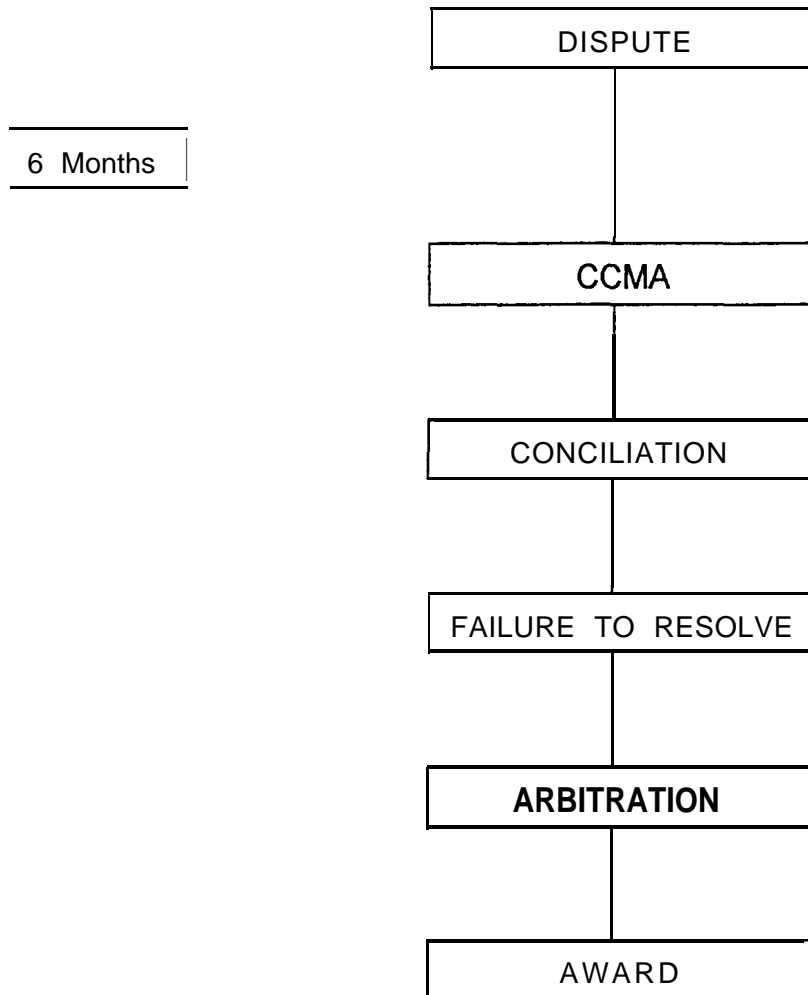 DISPUTE
6 Months
CCMA
CONCILIATION
FAILURE TO RESOLVE
ARBITRATION
AWARD